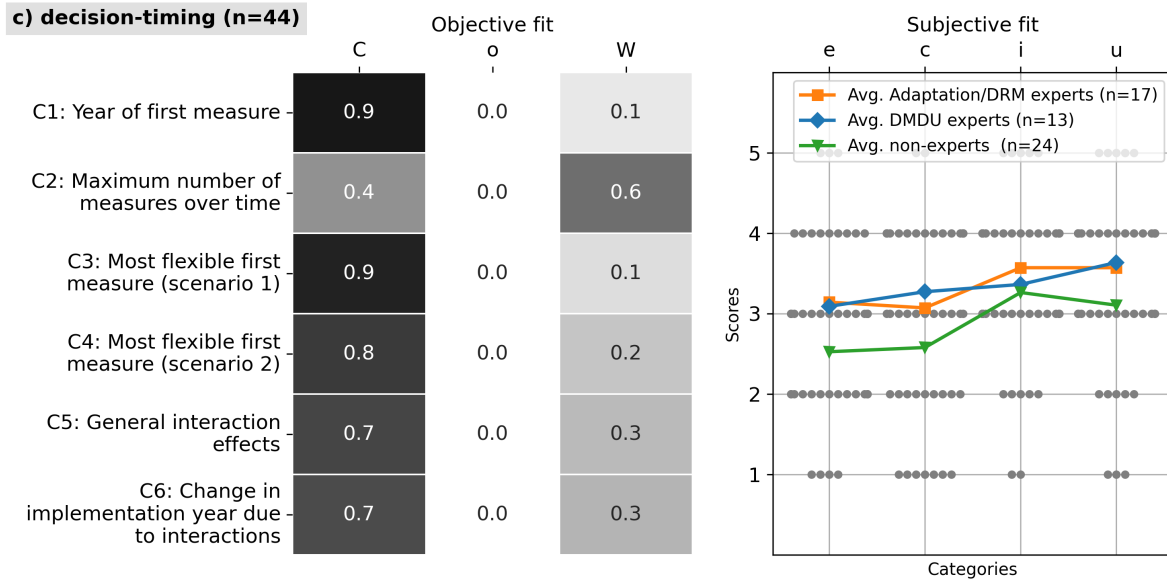 c) decision-timing (n=44)
Objective fit
C o W
C1: Year of first measure
0.9 0.0 0.1
C2: Maximum number of
measures over time
0.4 0.0 0.6
C3: Most flexible first
measure (scenario 1)
0.9 0.0 0.1
C4: Most flexible first
measure (scenario 2)
0.8 0.0 0.2
C5: General interaction
effects
0.7 0.0 0.3
C6: Change in
implementation year due
to interactions
0.7 0.0 0.3
Subjective fit
e c i u
Avg. Adaptation/DRM experts (n=17)
Avg. DMDU experts (n=13)
Avg. non-experts (n=24)
Scores
5
4
3
2
1
Categories